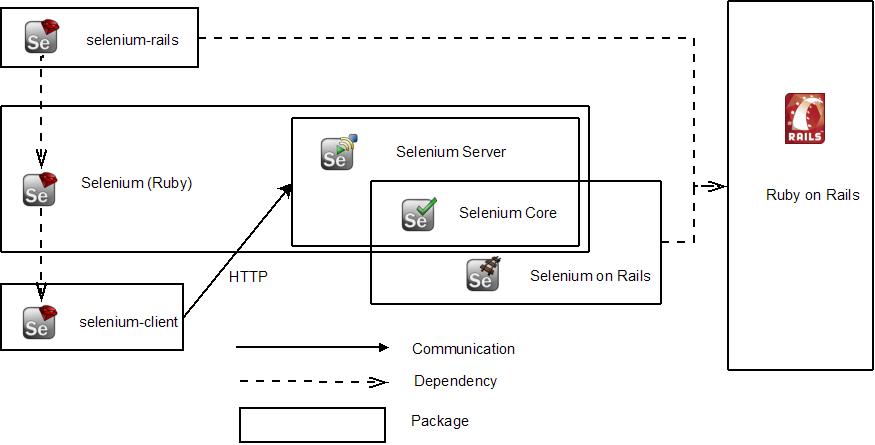 Se
selenium-rails
Se
Selenium Server
Se
Selenium (Ruby)
RAILS
Ruby on Rails
Se
Selenium Core
Se
Selenium on Rails
HTTP
Se
selenium-client
Communication
Dependency
Package